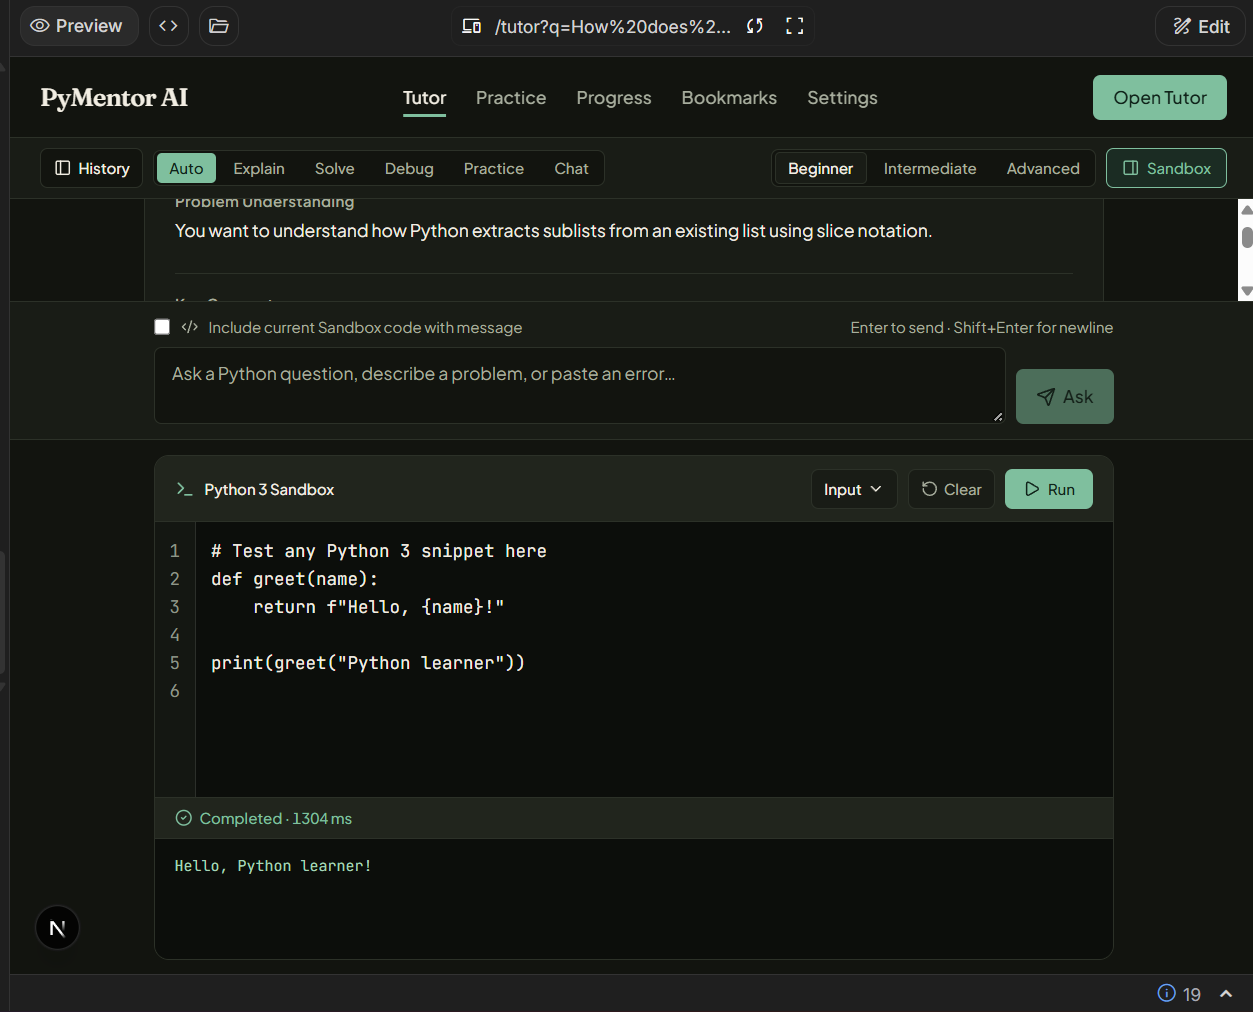 Preview
/tutor?q=How%20does%2...
Edit
PyMentor AI
Tutor Practice Progress Bookmarks Settings
Open Tutor
History
Auto Explain Solve Debug Practice Chat
Beginner Intermediate Advanced
Sandbox
Problem Understanding
You want to understand how Python extracts sublists from an existing list using slice notation.
</> Include current Sandbox code with message
Enter to send · Shift+Enter for newline
Ask a Python question, describe a problem, or paste an error...
Ask
Python 3 Sandbox
Input
Clear
Run
1 # Test any Python 3 snippet here
2 def greet(name):
3     return f"Hello, {name}!"
4
5 print(greet("Python learner"))
6
Completed · 1304 ms
Hello, Python learner!
N
19